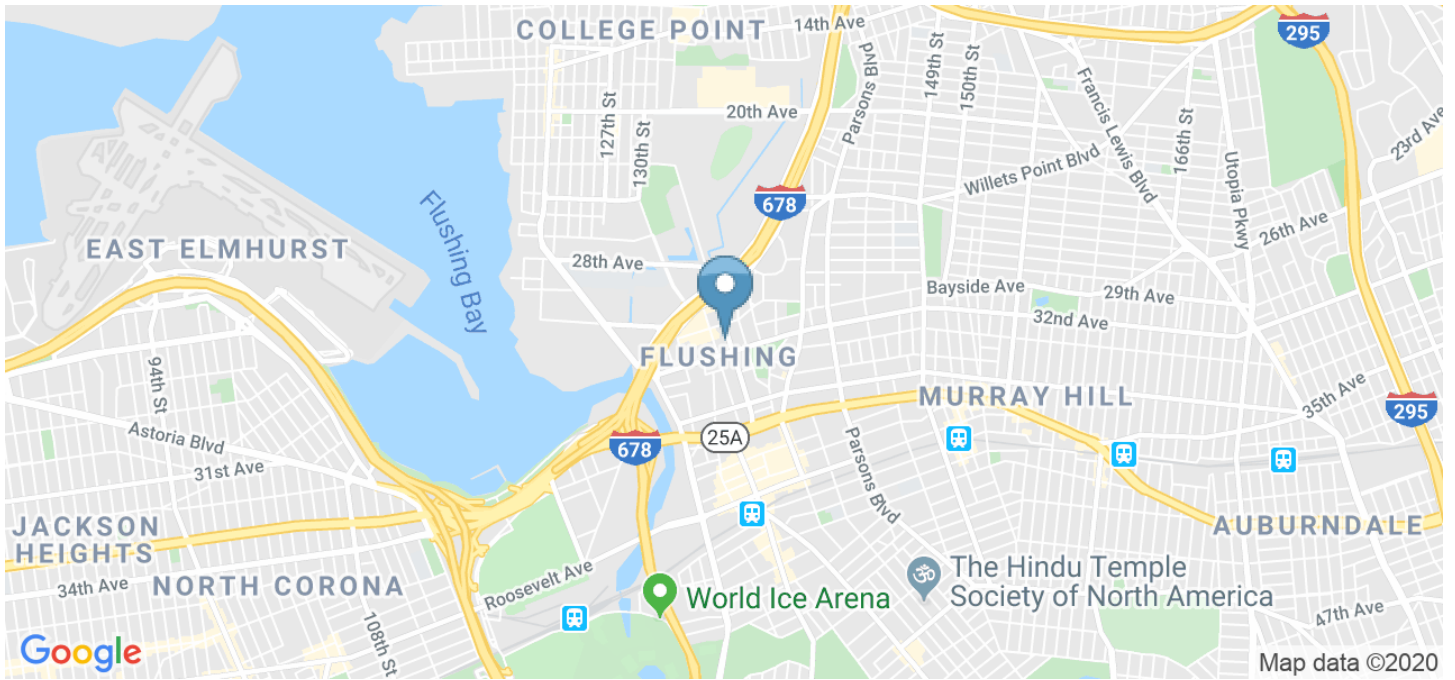 COLLEGE POINT
14th Ave
295
Parsons Blvd
149th St
150th St
Francis Lewis Blvd
166th St
Utopia Pkwy
23rd Ave
20th Ave
127th St
130th St
Willets Point Blvd
678
26th Ave
Flushing Bay
EAST ELMHURST
28th Ave
Bayside Ave
29th Ave
32nd Ave
FLUSHING
94th St
MURRAY HILL
35th Ave
295
Astoria Blvd
25A
678
31st Ave
Parsons Blvd
JACKSON
HEIGHTS
AUBURNDALE
34th Ave
NORTH CORONA
Roosevelt Ave
World Ice Arena
ॐ
The Hindu Temple
Society of North America
108th St
47th Ave
Google
Map data ©2020